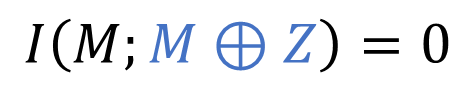 I(M; M ⊕ Z) = 0